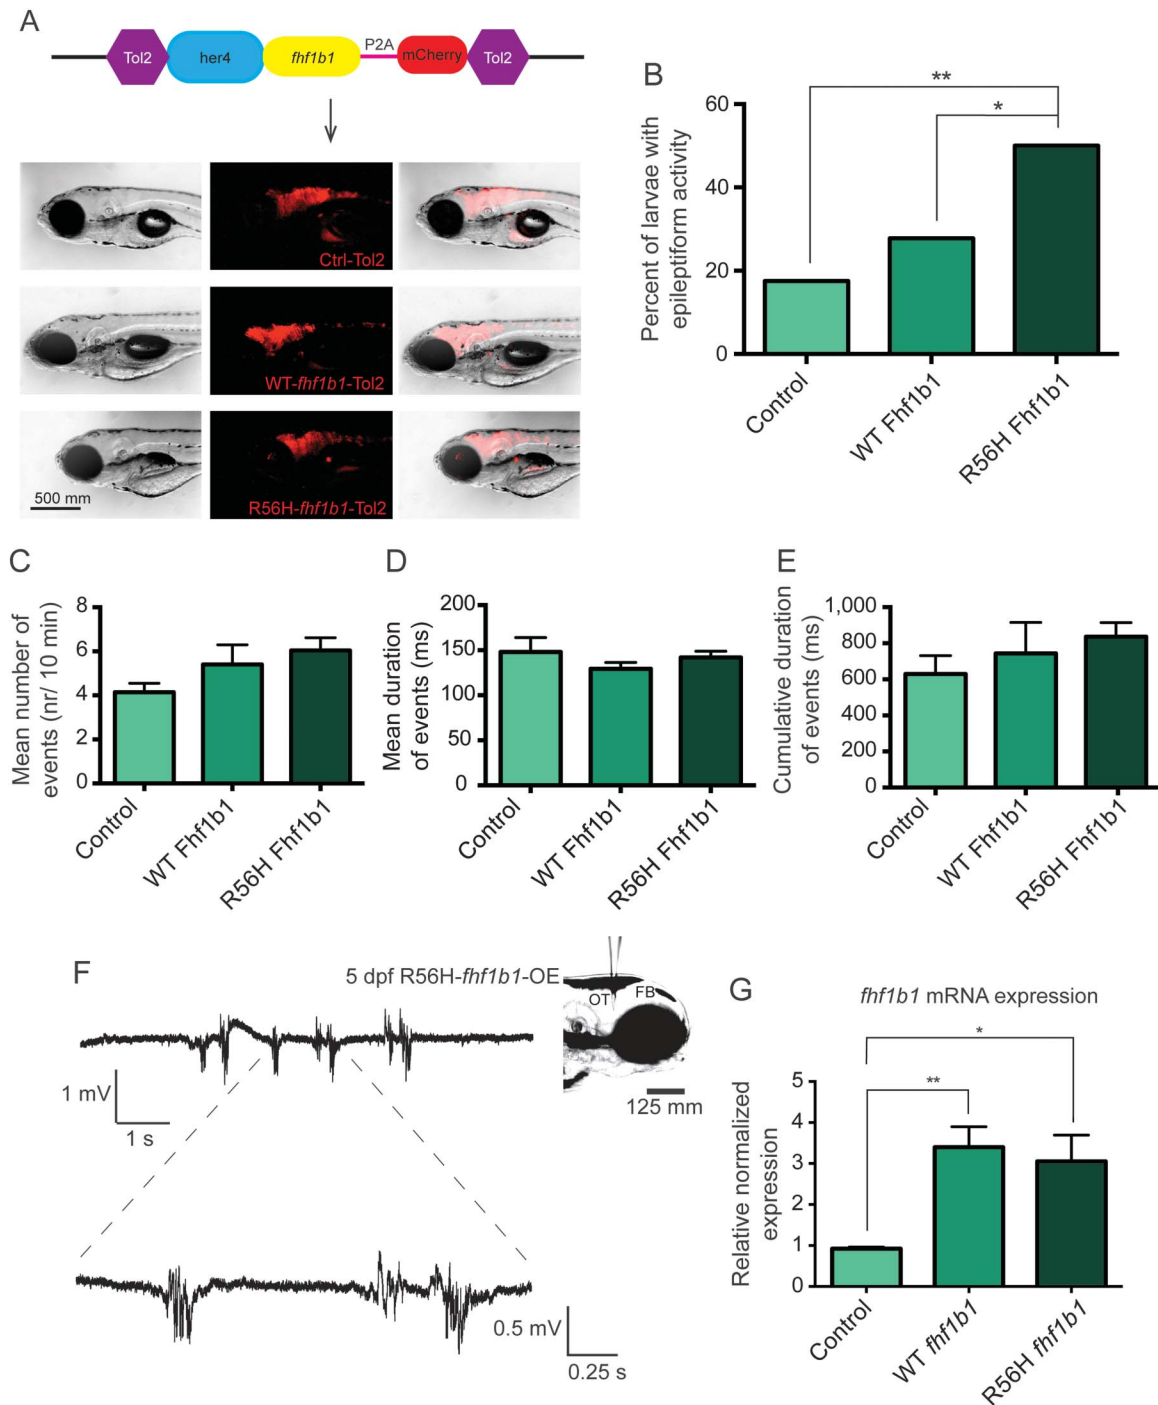 A
Tol2
her4
fhf1b1
P2A
mCherry
Tol2
Ctrl-Tol2
WT-fhf1b1-Tol2
R56H-fhf1b1-Tol2
500 mm
B
Percent of larvae with
epileptiform activity
60
40
20
0
**
*
Control
WT Fhf1b1
R56H Fhf1b1
C
Mean number of
events (nr/ 10 min)
8
6
4
2
0
Control
WT Fhf1b1
R56H Fhf1b1
D
Mean duration
of events (ms)
200
150
100
50
0
Control
WT Fhf1b1
R56H Fhf1b1
E
Cumulative duration
of events (ms)
1,000
800
600
400
200
0
Control
WT Fhf1b1
R56H Fhf1b1
F
5 dpf R56H-fhf1b1-OE
OT
FB
125 mm
1 mV
1 s
0.5 mV
0.25 s
G
fhf1b1 mRNA expression
Relative normalized
expression
5
4
3
2
1
0
*
**
Control
WT fhf1b1
R56H fhf1b1